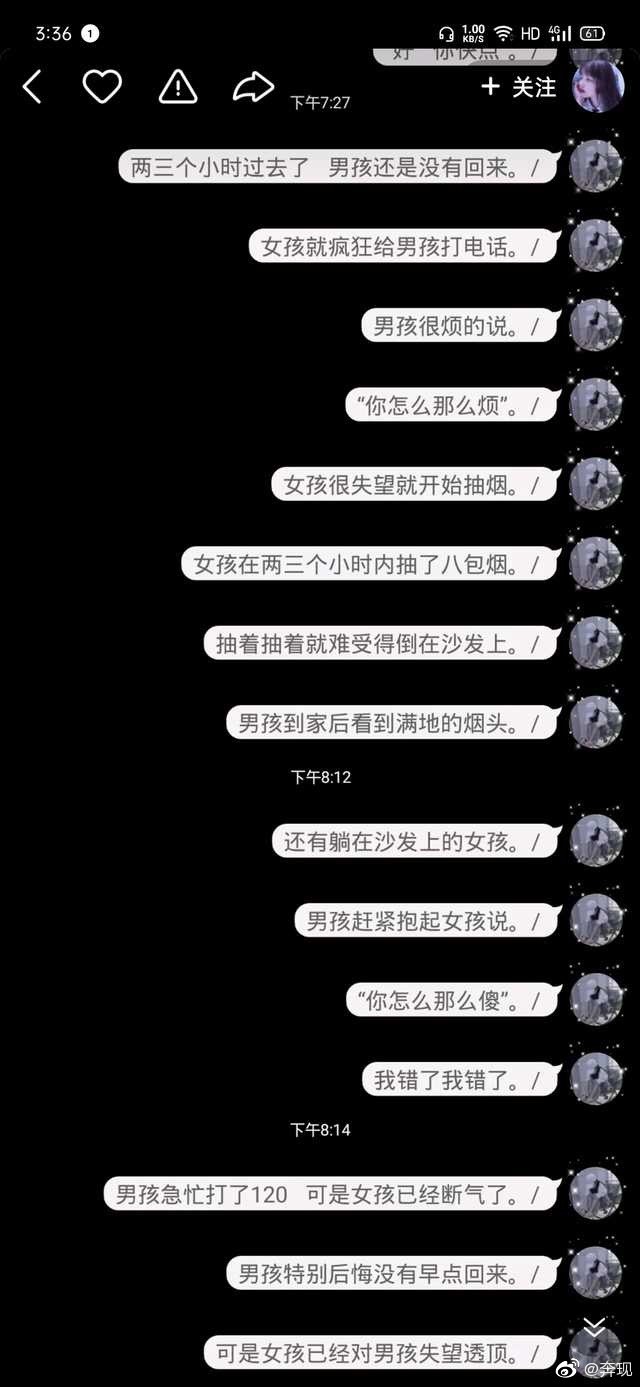 3:36 1 1.00 KB/S HD 4G 61
好 你快点 。 /
下午7:27
+ 关注
两三个小时过去了 男孩还是没有回来。/
女孩就疯狂给男孩打电话。/
男孩很烦的说。/
“你怎么那么烦”。/
女孩很失望就开始抽烟。/
女孩在两三个小时内抽了八包烟。/
抽着抽着就难受得倒在沙发上。/
男孩到家后看到满地的烟头。/
下午8:12
还有躺在沙发上的女孩。/
男孩赶紧抱起女孩说。/
“你怎么那么傻”。/
我错了我错了。/
下午8:14
男孩急忙打了120 可是女孩已经断气了。/
男孩特别后悔没有早点回来。/
可是女孩已经对男孩失望透顶。/
@奔现